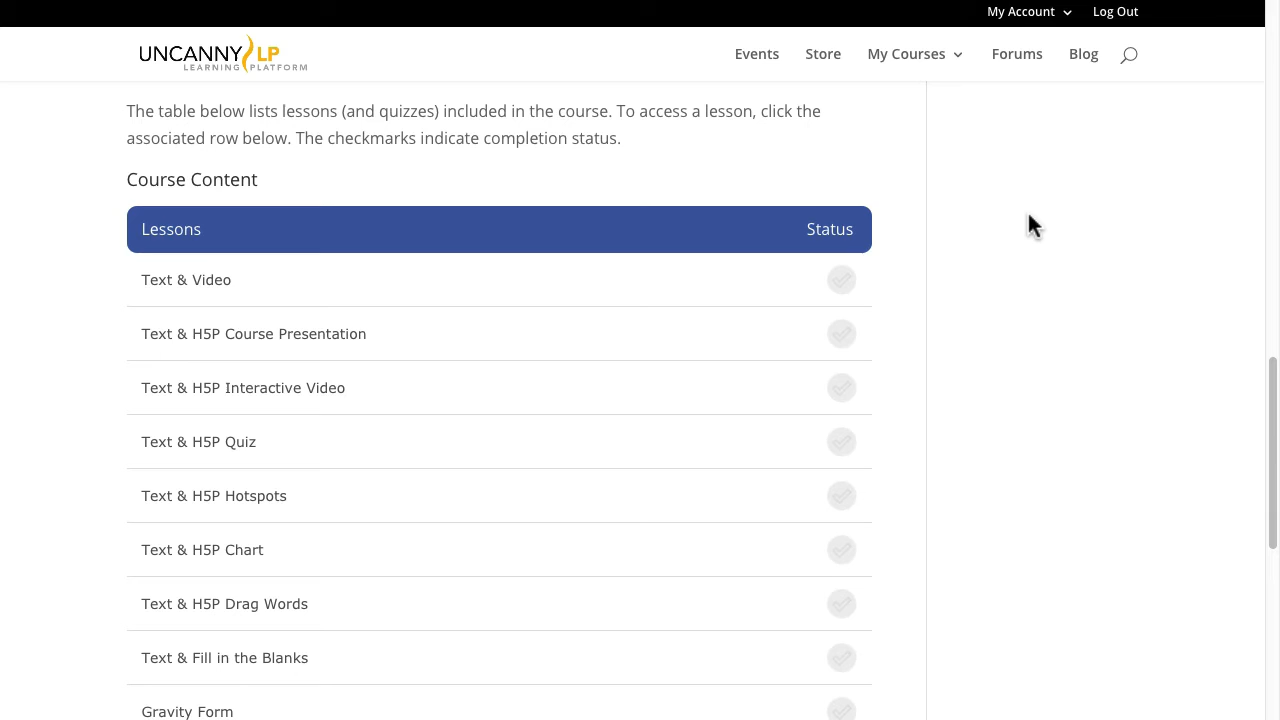 My Account Log Out
UNCANNY LP
LEARNING PLATFORM
Events Store My Courses Forums Blog
The table below lists lessons (and quizzes) included in the course. To access a lesson, click the
associated row below. The checkmarks indicate completion status.
Course Content
Lessons Status
Text & Video
Text & H5P Course Presentation
Text & H5P Interactive Video
Text & H5P Quiz
Text & H5P Hotspots
Text & H5P Chart
Text & H5P Drag Words
Text & Fill in the Blanks
Gravity Form